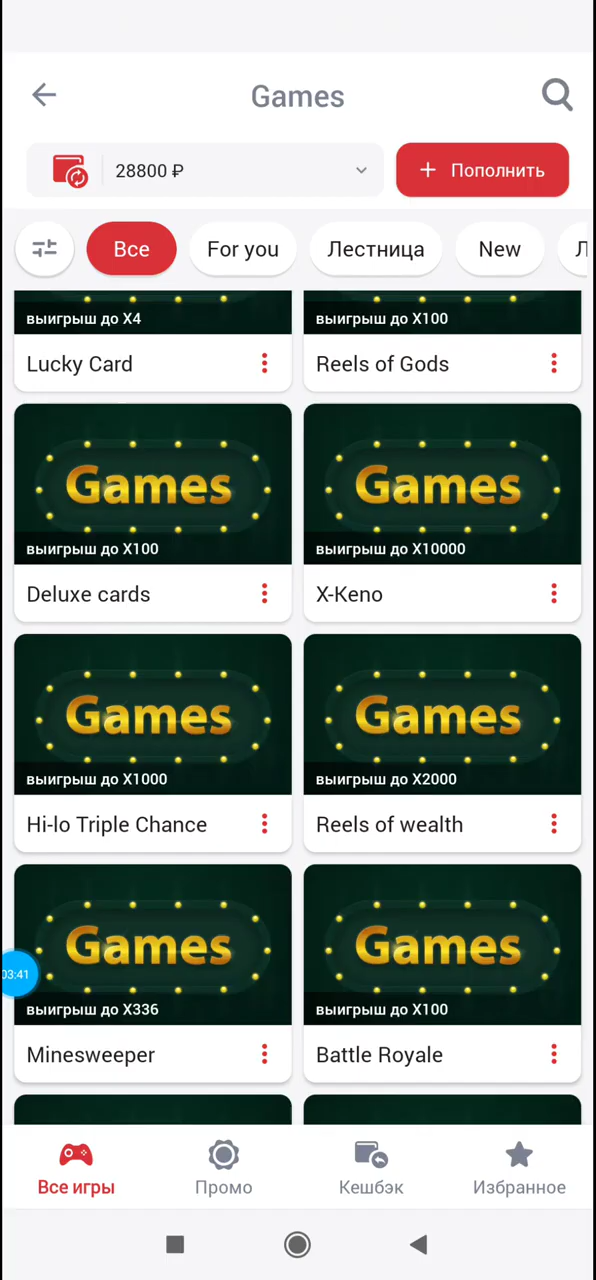 Games
28800 ₽
+ Пополнить
Все
For you
Лестница
New
Л
выигрыш до X4
выигрыш до X100
Lucky Card
Reels of Gods
Games
Games
выигрыш до X100
выигрыш до X10000
Deluxe cards
X-Keno
Games
Games
выигрыш до X1000
выигрыш до X2000
Hi-lo Triple Chance
Reels of wealth
Games
Games
03:41
выигрыш до X336
выигрыш до X100
Minesweeper
Battle Royale
Все игры
Промо
Кешбэк
Избранное